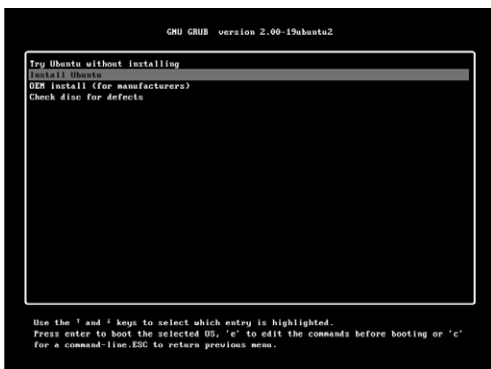 GNU GRUB version 2.00-19ubuntu2
Try Ubuntu without installing
Install Ubuntu
OEM install (for manufacturers)
Check disc for defects
Use the ↑ and ↓ keys to select which entry is highlighted.
Press enter to boot the selected OS, 'e' to edit the commands before booting or 'c'
for a command-line.ESC to return previous menu.